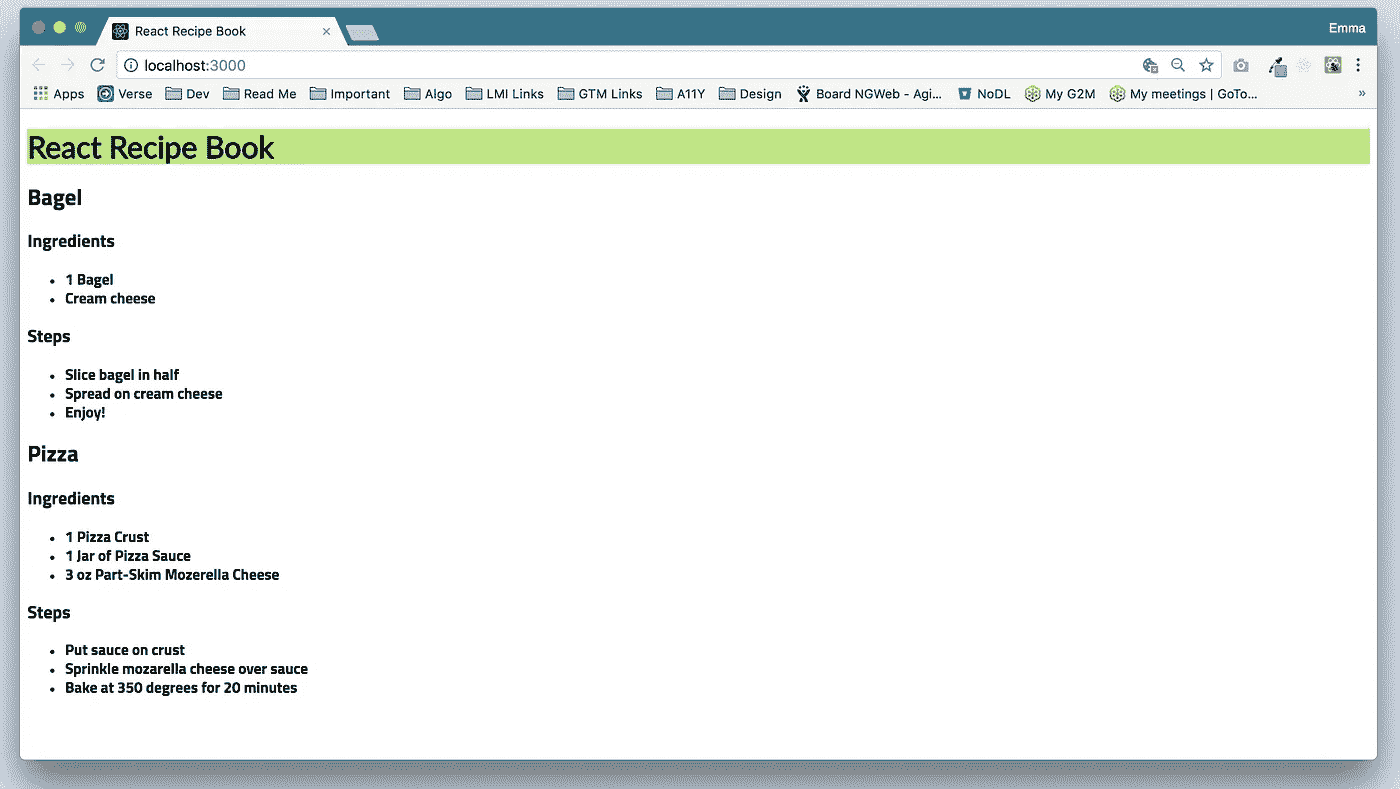 React Recipe Book
Emma
localhost:3000
Apps Verse Dev Read Me Important Algo LMI Links GTM Links A11Y Design Board NGWeb - Agi... NoDL My G2M My meetings | GoTo... »
React Recipe Book
Bagel
Ingredients
• 1 Bagel
• Cream cheese
Steps
• Slice bagel in half
• Spread on cream cheese
• Enjoy!
Pizza
Ingredients
• 1 Pizza Crust
• 1 Jar of Pizza Sauce
• 3 oz Part-Skim Mozerella Cheese
Steps
• Put sauce on crust
• Sprinkle mozarella cheese over sauce
• Bake at 350 degrees for 20 minutes